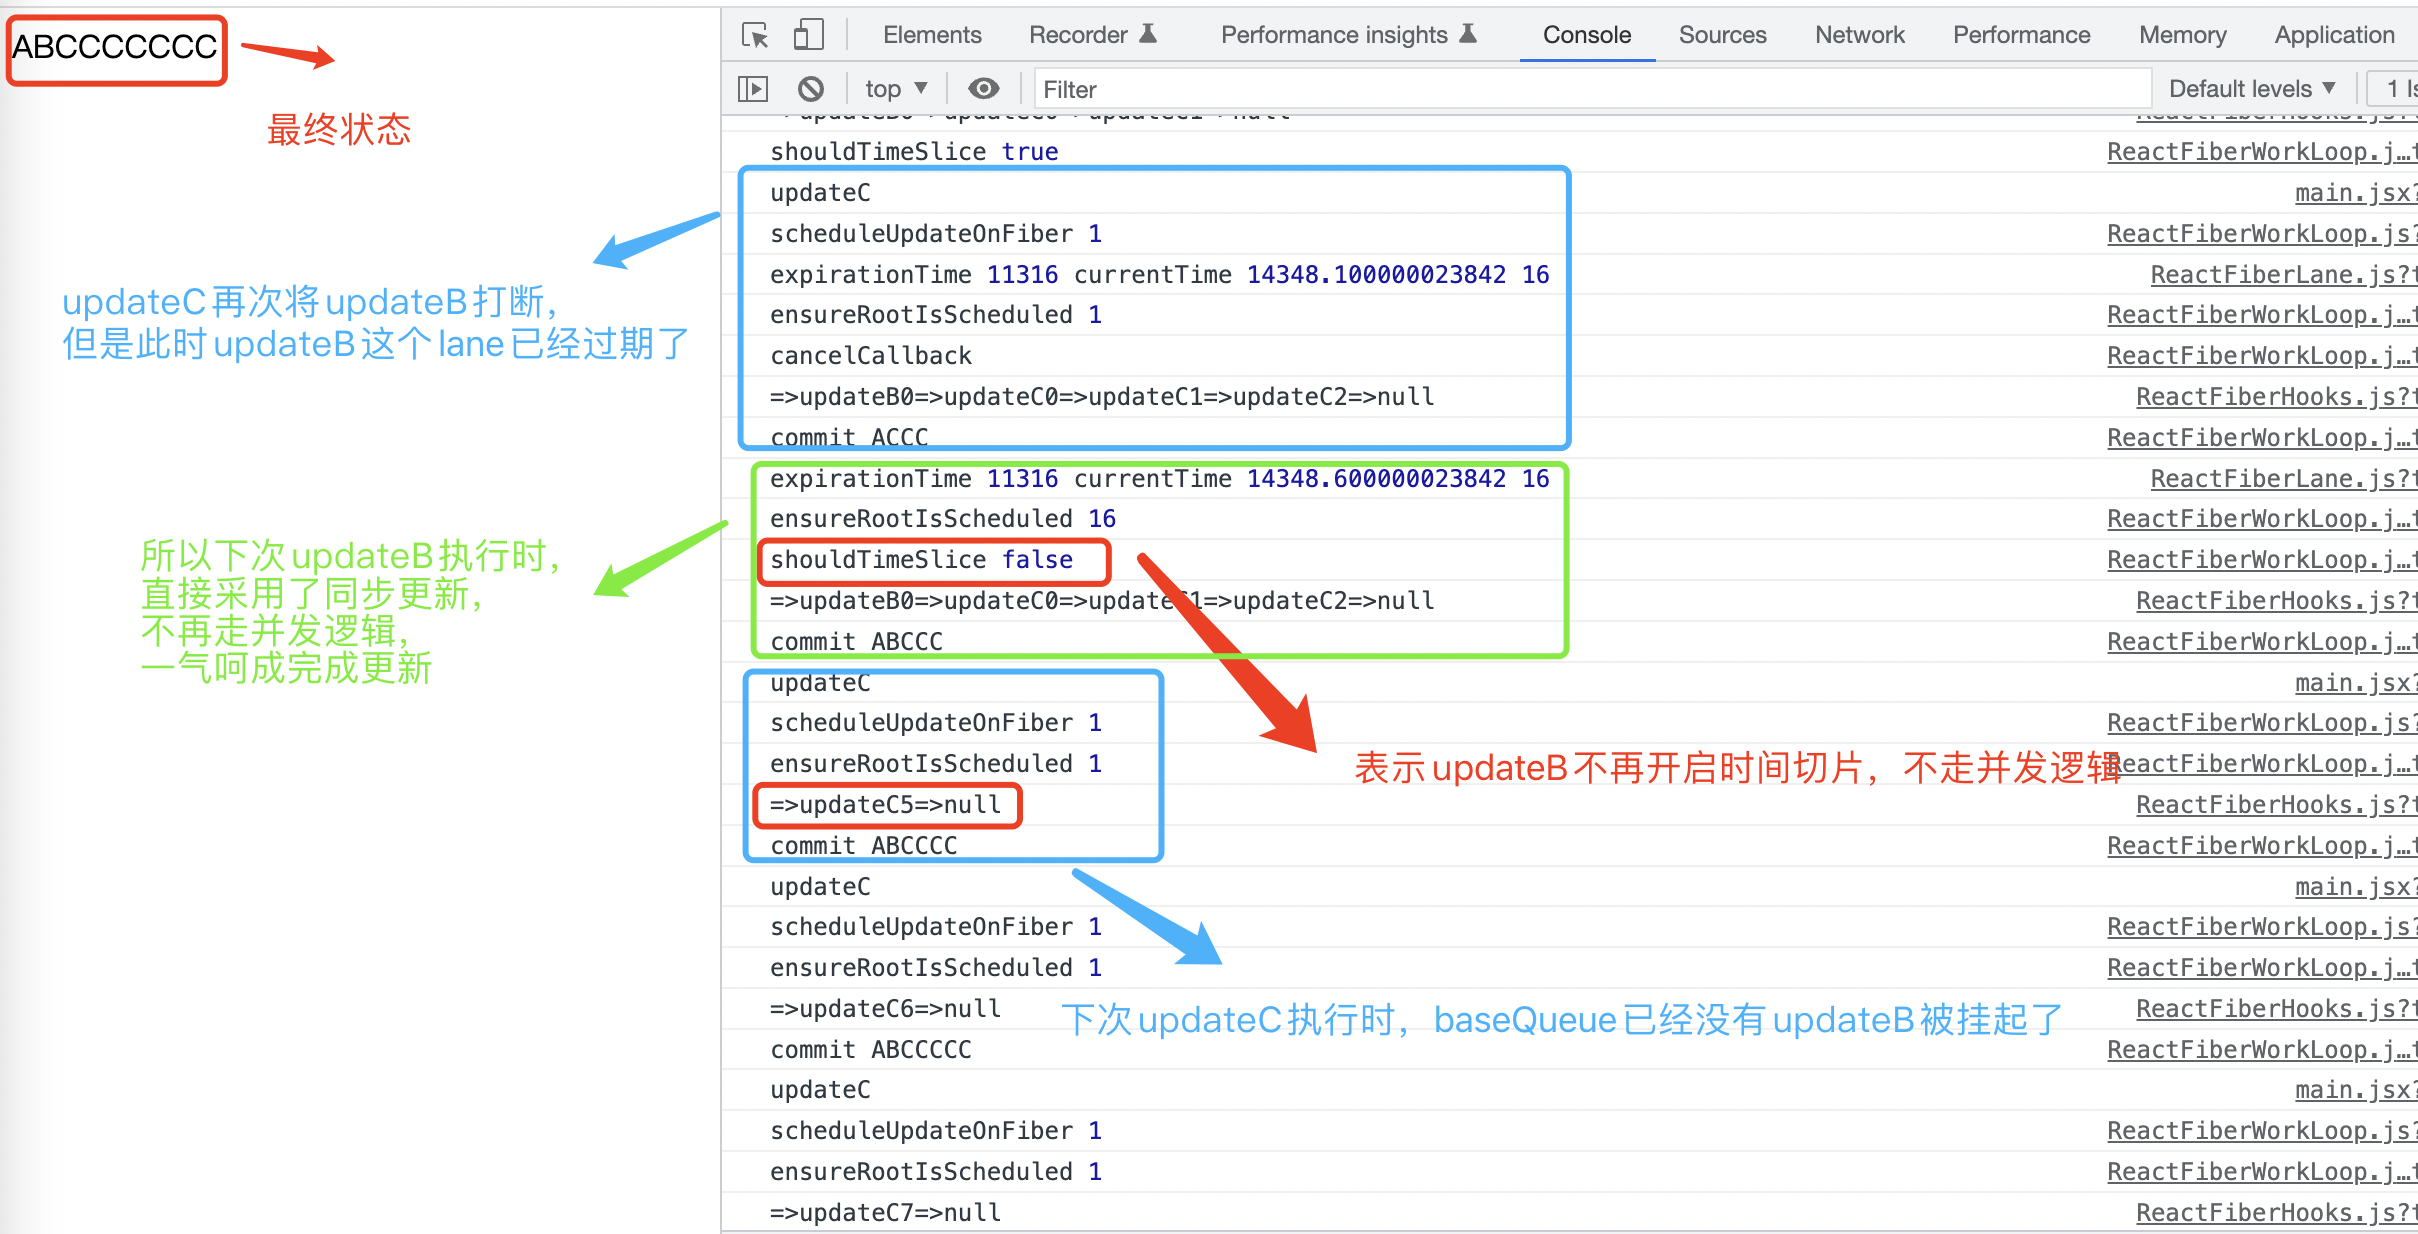 ABCCCCCCC
最终状态
updateC再次将updateB打断，
但是此时updateB这个lane已经过期了
所以下次updateB执行时，
直接采用了同步更新，
不再走并发逻辑，
一气呵成完成更新
Elements Recorder Performance insights Console Sources Network Performance Memory Application
top Filter Default levels 1
=>updateB0=>updateC0=>updateC1=>null ReactFiberHooks.js?
shouldTimeSlice true ReactFiberWorkLoop.j…t
updateC main.jsx?
scheduleUpdateOnFiber 1 ReactFiberWorkLoop.js?
expirationTime 11316 currentTime 14348.100000023842 16 ReactFiberLane.js?t
ensureRootIsScheduled 1 ReactFiberWorkLoop.j…t
cancelCallback ReactFiberWorkLoop.j…t
=>updateB0=>updateC0=>updateC1=>updateC2=>null ReactFiberHooks.js?t
commit ACCC ReactFiberWorkLoop.j…t
expirationTime 11316 currentTime 14348.600000023842 16 ReactFiberLane.js?t
ensureRootIsScheduled 16 ReactFiberWorkLoop.j…t
shouldTimeSlice false ReactFiberWorkLoop.j…t
=>updateB0=>updateC0=>updateC1=>updateC2=>null ReactFiberHooks.js?t
commit ABCCC ReactFiberWorkLoop.j…t
updateC main.jsx?
scheduleUpdateOnFiber 1 ReactFiberWorkLoop.js?
ensureRootIsScheduled 1 ReactFiberWorkLoop.j…t
表示updateB不再开启时间切片，不走并发逻辑
=>updateC5=>null ReactFiberHooks.js?t
commit ABCCCC ReactFiberWorkLoop.j…t
updateC main.jsx?
scheduleUpdateOnFiber 1 ReactFiberWorkLoop.js?
ensureRootIsScheduled 1 ReactFiberWorkLoop.j…t
=>updateC6=>null ReactFiberHooks.js?t
下次updateC执行时，baseQueue已经没有updateB被挂起了
commit ABCCCCC ReactFiberWorkLoop.j…t
updateC main.jsx?
scheduleUpdateOnFiber 1 ReactFiberWorkLoop.js?
ensureRootIsScheduled 1 ReactFiberWorkLoop.j…t
=>updateC7=>null ReactFiberHooks.js?t